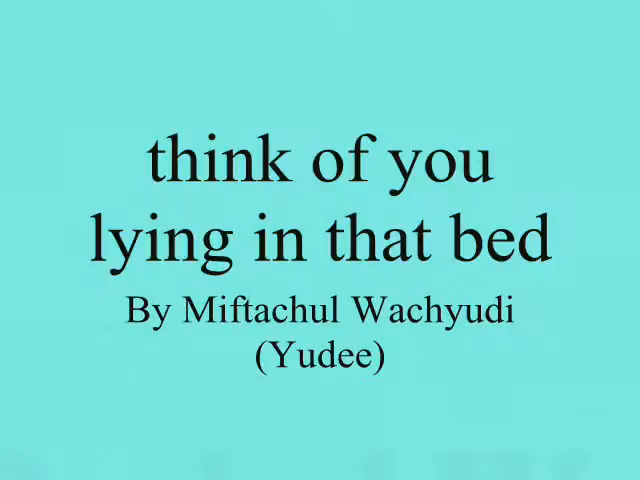 think of you
lying in that bed
By Miftachul Wachyudi
(Yudee)